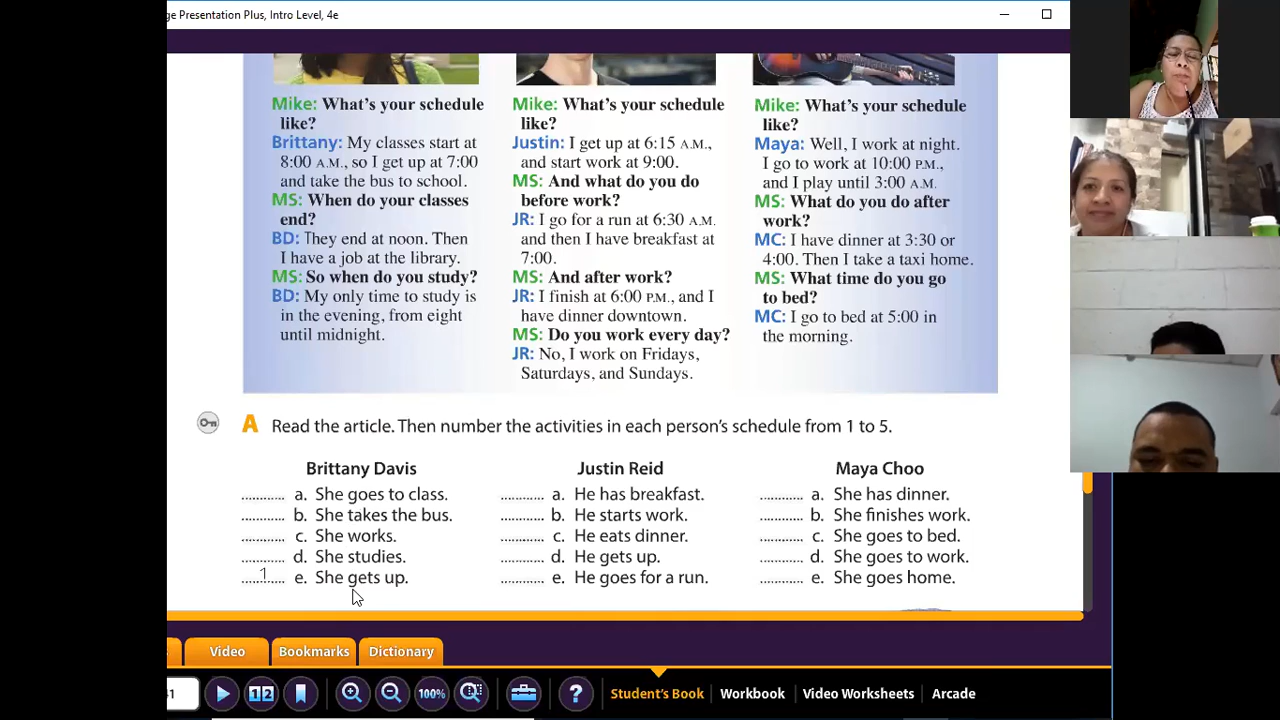 ge Presentation Plus, Intro Level, 4e
Mike: What's your schedule
like?
Brittany: My classes start at
8:00 A.M., so I get up at 7:00
and take the bus to school.
MS: When do your classes
end?
BD: They end at noon. Then
I have a job at the library.
MS: So when do you study?
BD: My only time to study is
in the evening, from eight
until midnight.
Mike: What's your schedule
like?
Justin: I get up at 6:15 A.M.,
and start work at 9:00.
MS: And what do you do
before work?
JR: I go for a run at 6:30 A.M.
and then I have breakfast at
7:00.
MS: And after work?
JR: I finish at 6:00 P.M., and I
have dinner downtown.
MS: Do you work every day?
JR: No, I work on Fridays,
Saturdays, and Sundays.
Mike: What's your schedule
like?
Maya: Well, I work at night.
I go to work at 10:00 P.M.,
and I play until 3:00 A.M.
MS: What do you do after
work?
MC: I have dinner at 3:30 or
4:00. Then I take a taxi home.
MS: What time do you go
to bed?
MC: I go to bed at 5:00 in
the morning.
A Read the article. Then number the activities in each person's schedule from 1 to 5.
Brittany Davis
............ a. She goes to class.
............ b. She takes the bus.
............ c. She works.
............ d. She studies.
.....1...... e. She gets up.
Justin Reid
............ a. He has breakfast.
............ b. He starts work.
............ c. He eats dinner.
............ d. He gets up.
............ e. He goes for a run.
Maya Choo
............ a. She has dinner.
............ b. She finishes work.
............ c. She goes to bed.
............ d. She goes to work.
............ e. She goes home.
Video Bookmarks Dictionary
1 2 100% ? Student's Book Workbook Video Worksheets Arcade